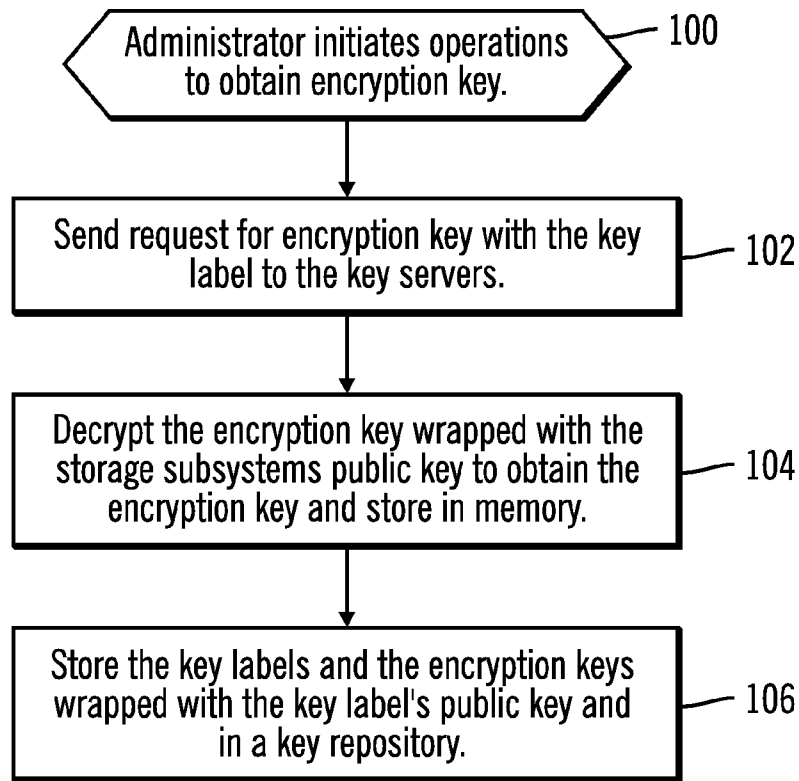 Administrator initiates operations
to obtain encryption key.
100
Send request for encryption key with the key
label to the key servers.
102
Decrypt the encryption key wrapped with the
storage subsystems public key to obtain the
encryption key and store in memory.
104
Store the key labels and the encryption keys
wrapped with the key label's public key and
in a key repository.
106